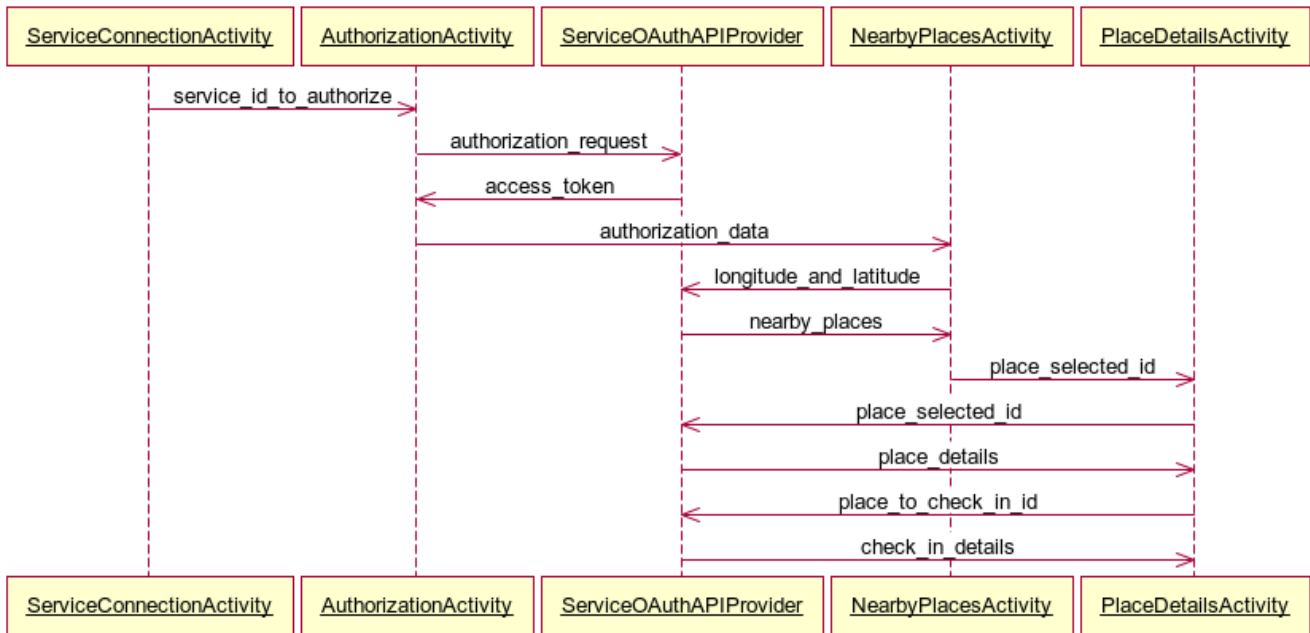 ServiceConnectionActivity
AuthorizationActivity
ServiceOAuthAPIProvider
NearbyPlacesActivity
PlaceDetailsActivity
service_id_to_authorize
authorization_request
access_token
authorization_data
longitude_and_latitude
nearby_places
place_selected_id
place_selected_id
place_details
place_to_check_in_id
check_in_details
ServiceConnectionActivity
AuthorizationActivity
ServiceOAuthAPIProvider
NearbyPlacesActivity
PlaceDetailsActivity